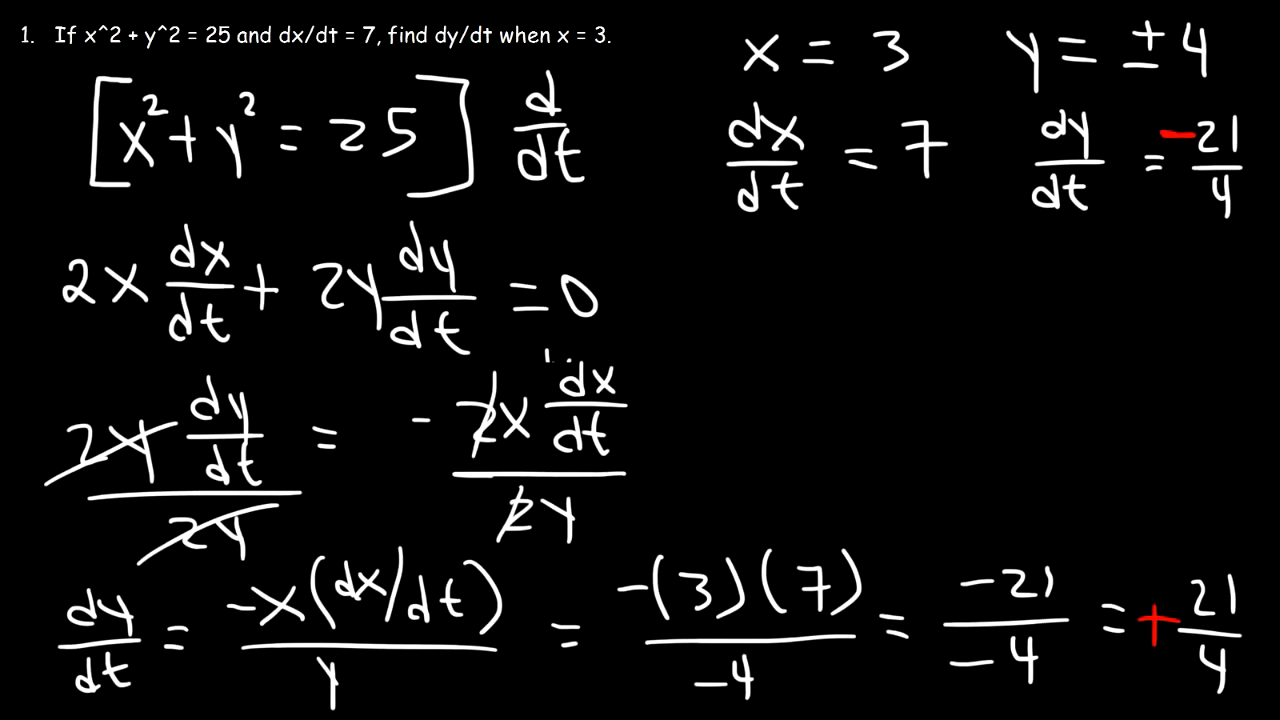 1. If x^2 + y^2 = 25 and dx/dt = 7, find dy/dt when x = 3.
x = 3 y = ± 4
[x² + y² = 25] d/dt
dx/dt = 7 dy/dt = -21/4
2x dx/dt + 2y dy/dt = 0
2y dy/dt / 2y = - 2x dx/dt / 2y
dy/dt = -x(dx/dt) / y = -(3)(7) / -4 = -21 / -4 = + 21/4